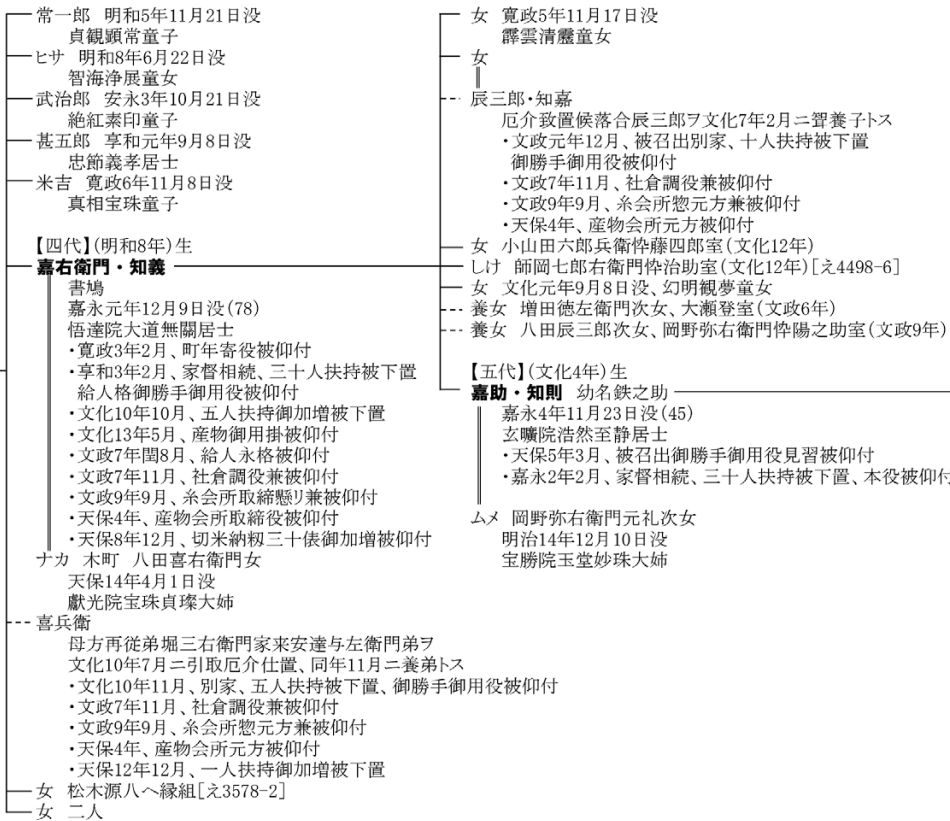 常一郎 明和5年11月21日没
貞観顕常童子
ヒサ 明和8年6月22日没
智海浄展童女
武治郎 安永3年10月21日没
絶紅素印童子
甚五郎 享和元年9月8日没
忠節義孝居士
米吉 寛政6年11月8日没
真相宝珠童子
【四代】(明和8年)生
嘉右衛門・知義
書鳩
嘉永元年12月9日没(78)
悟達院大道無關居士
・寛政3年2月、町年寄役被仰付
・享和3年2月、家督相続、三十人扶持被下置
給人格御勝手御用役被仰付
・文化10年10月、五人扶持御加増被下置
・文化13年5月、産物御用掛被仰付
・文政7年閏8月、給人永格被仰付
・文政7年11月、社倉調役兼被仰付
・文政9年9月、糸会所取締懸リ兼被仰付
・天保4年、産物会所取締役被仰付
・天保8年12月、切米納籾三十俵御加増被仰付
ナカ 木町 八田喜右衛門女
天保14年4月1日没
獻光院宝珠貞璨大姉
喜兵衛
母方再従弟堀三右衛門家来安達与左衛門弟ヲ
文化10年7月ニ引取厄介仕置、同年11月ニ養弟トス
・文化10年11月、別家、五人扶持被下置、御勝手御用役被仰付
・文政7年11月、社倉調役兼被仰付
・文政9年9月、糸会所惣元方兼被仰付
・天保4年、産物会所元方被仰付
・天保12年12月、一人扶持御加増被下置
女 松木源八へ縁組[え3578-2]
女 二人
女 寛政5年11月17日没
霹雲清靋童女
女
辰三郎・知嘉
厄介致置候落合辰三郎ヲ文化7年2月ニ聟養子トス
・文政元年12月、被召出別家、十人扶持被下置
御勝手御用役被仰付
・文政7年11月、社倉調役兼被仰付
・文政9年9月、糸会所惣元方兼被仰付
・天保4年、産物会所元方被仰付
女 小山田六郎兵衛忰藤四郎室(文化12年)
しけ 師岡七郎右衛門忰治助室(文化12年)[え4498-6]
女 文化元年9月8日没、幻明観夢童女
養女 増田徳左衛門次女、大瀬登室(文政6年)
養女 八田辰三郎次女、岡野弥右衛門忰陽之助室(文政9年)
【五代】(文化4年)生
嘉助・知則 幼名鉄之助
嘉永4年11月23日没(45)
玄曠院浩然至静居士
・天保5年3月、被召出御勝手御用役見習被仰付
・嘉永2年2月、家督相続、三十人扶持被下置、本役被仰付
ムメ 岡野弥右衛門元礼次女
明治14年12月10日没
宝勝院玉堂妙珠大姉